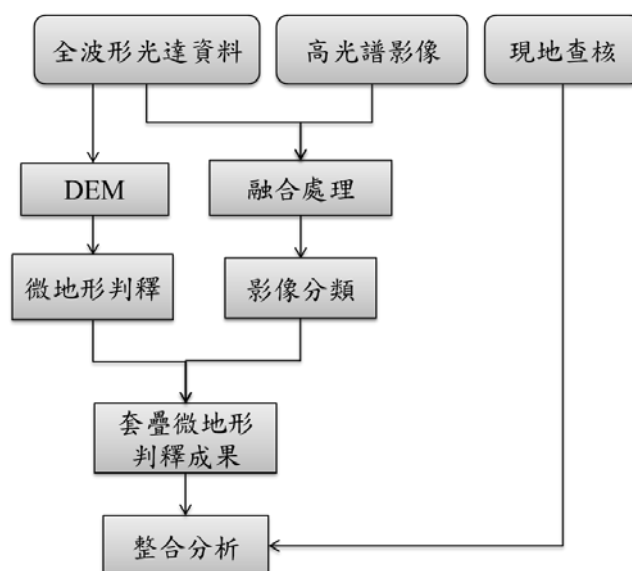 全波形光達資料
高光譜影像
現地查核
DEM
融合處理
微地形判釋
影像分類
套疊微地形
判釋成果
整合分析